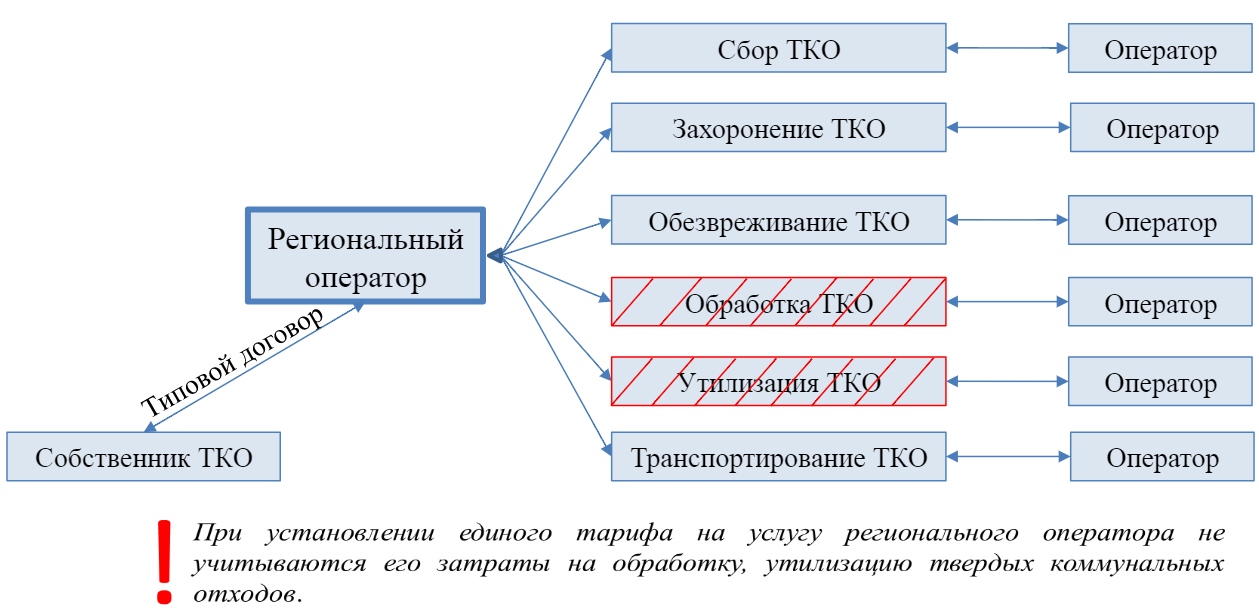 Сбор ТКО
Оператор
Захоронение ТКО
Оператор
Обезвреживание ТКО
Оператор
Региональный
оператор
Обработка ТКО
Оператор
Типовой договор
Утилизация ТКО
Оператор
Собственник ТКО
Транспортирование ТКО
Оператор
! При установлении единого тарифа на услугу регионального оператора не
учитываются его затраты на обработку, утилизацию твердых коммунальных
отходов.